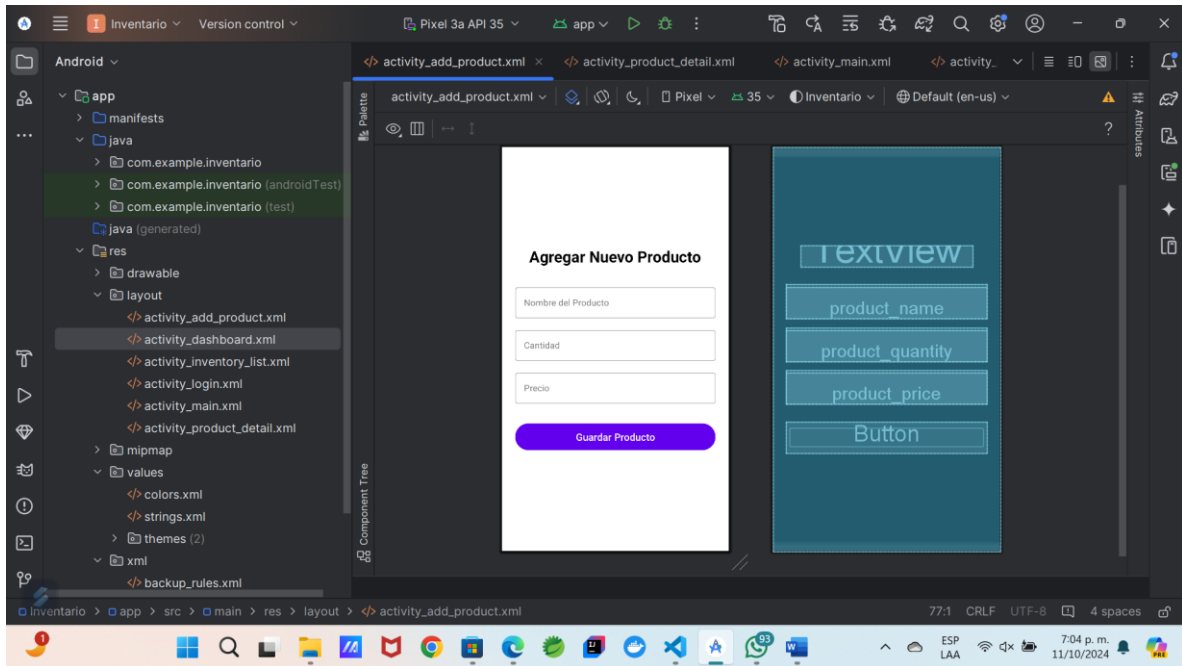 Inventario
Version control
Pixel 3a API 35
app
Android
activity_add_product.xml
activity_product_detail.xml
activity_main.xml
activity_
app
manifests
java
com.example.inventario
com.example.inventario (androidTest)
com.example.inventario (test)
java (generated)
res
drawable
layout
activity_add_product.xml
activity_dashboard.xml
activity_inventory_list.xml
activity_login.xml
activity_main.xml
activity_product_detail.xml
mipmap
values
colors.xml
strings.xml
themes (2)
xml
backup_rules.xml
Palette
Component Tree
activity_add_product.xml
Pixel
35
Inventario
Default (en-us)
?
Attributes
Agregar Nuevo Producto
Nombre del Producto
Cantidad
Precio
Guardar Producto
TextView
product_name
product_quantity
product_price
Button
Inventario > app > src > main > res > layout > activity_add_product.xml
77:1 CRLF UTF-8 4 spaces
9
93
PRE
ESP
LAA
7:04 p. m.
11/10/2024